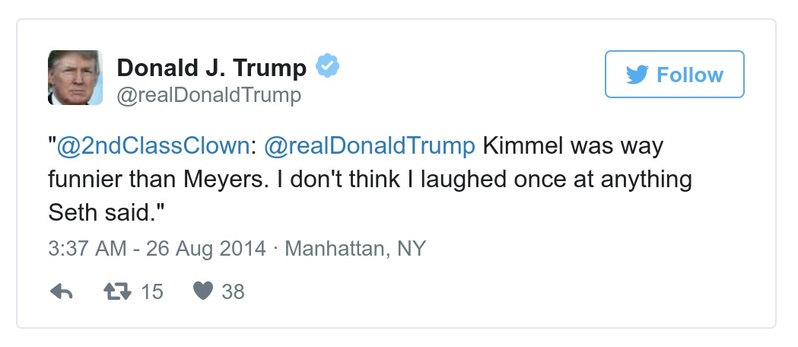 Donald J. Trump
@realDonaldTrump
Follow
"@2ndClassClown: @realDonaldTrump Kimmel was way
funnier than Meyers. I don't think I laughed once at anything
Seth said."
3:37 AM - 26 Aug 2014 · Manhattan, NY
15 38